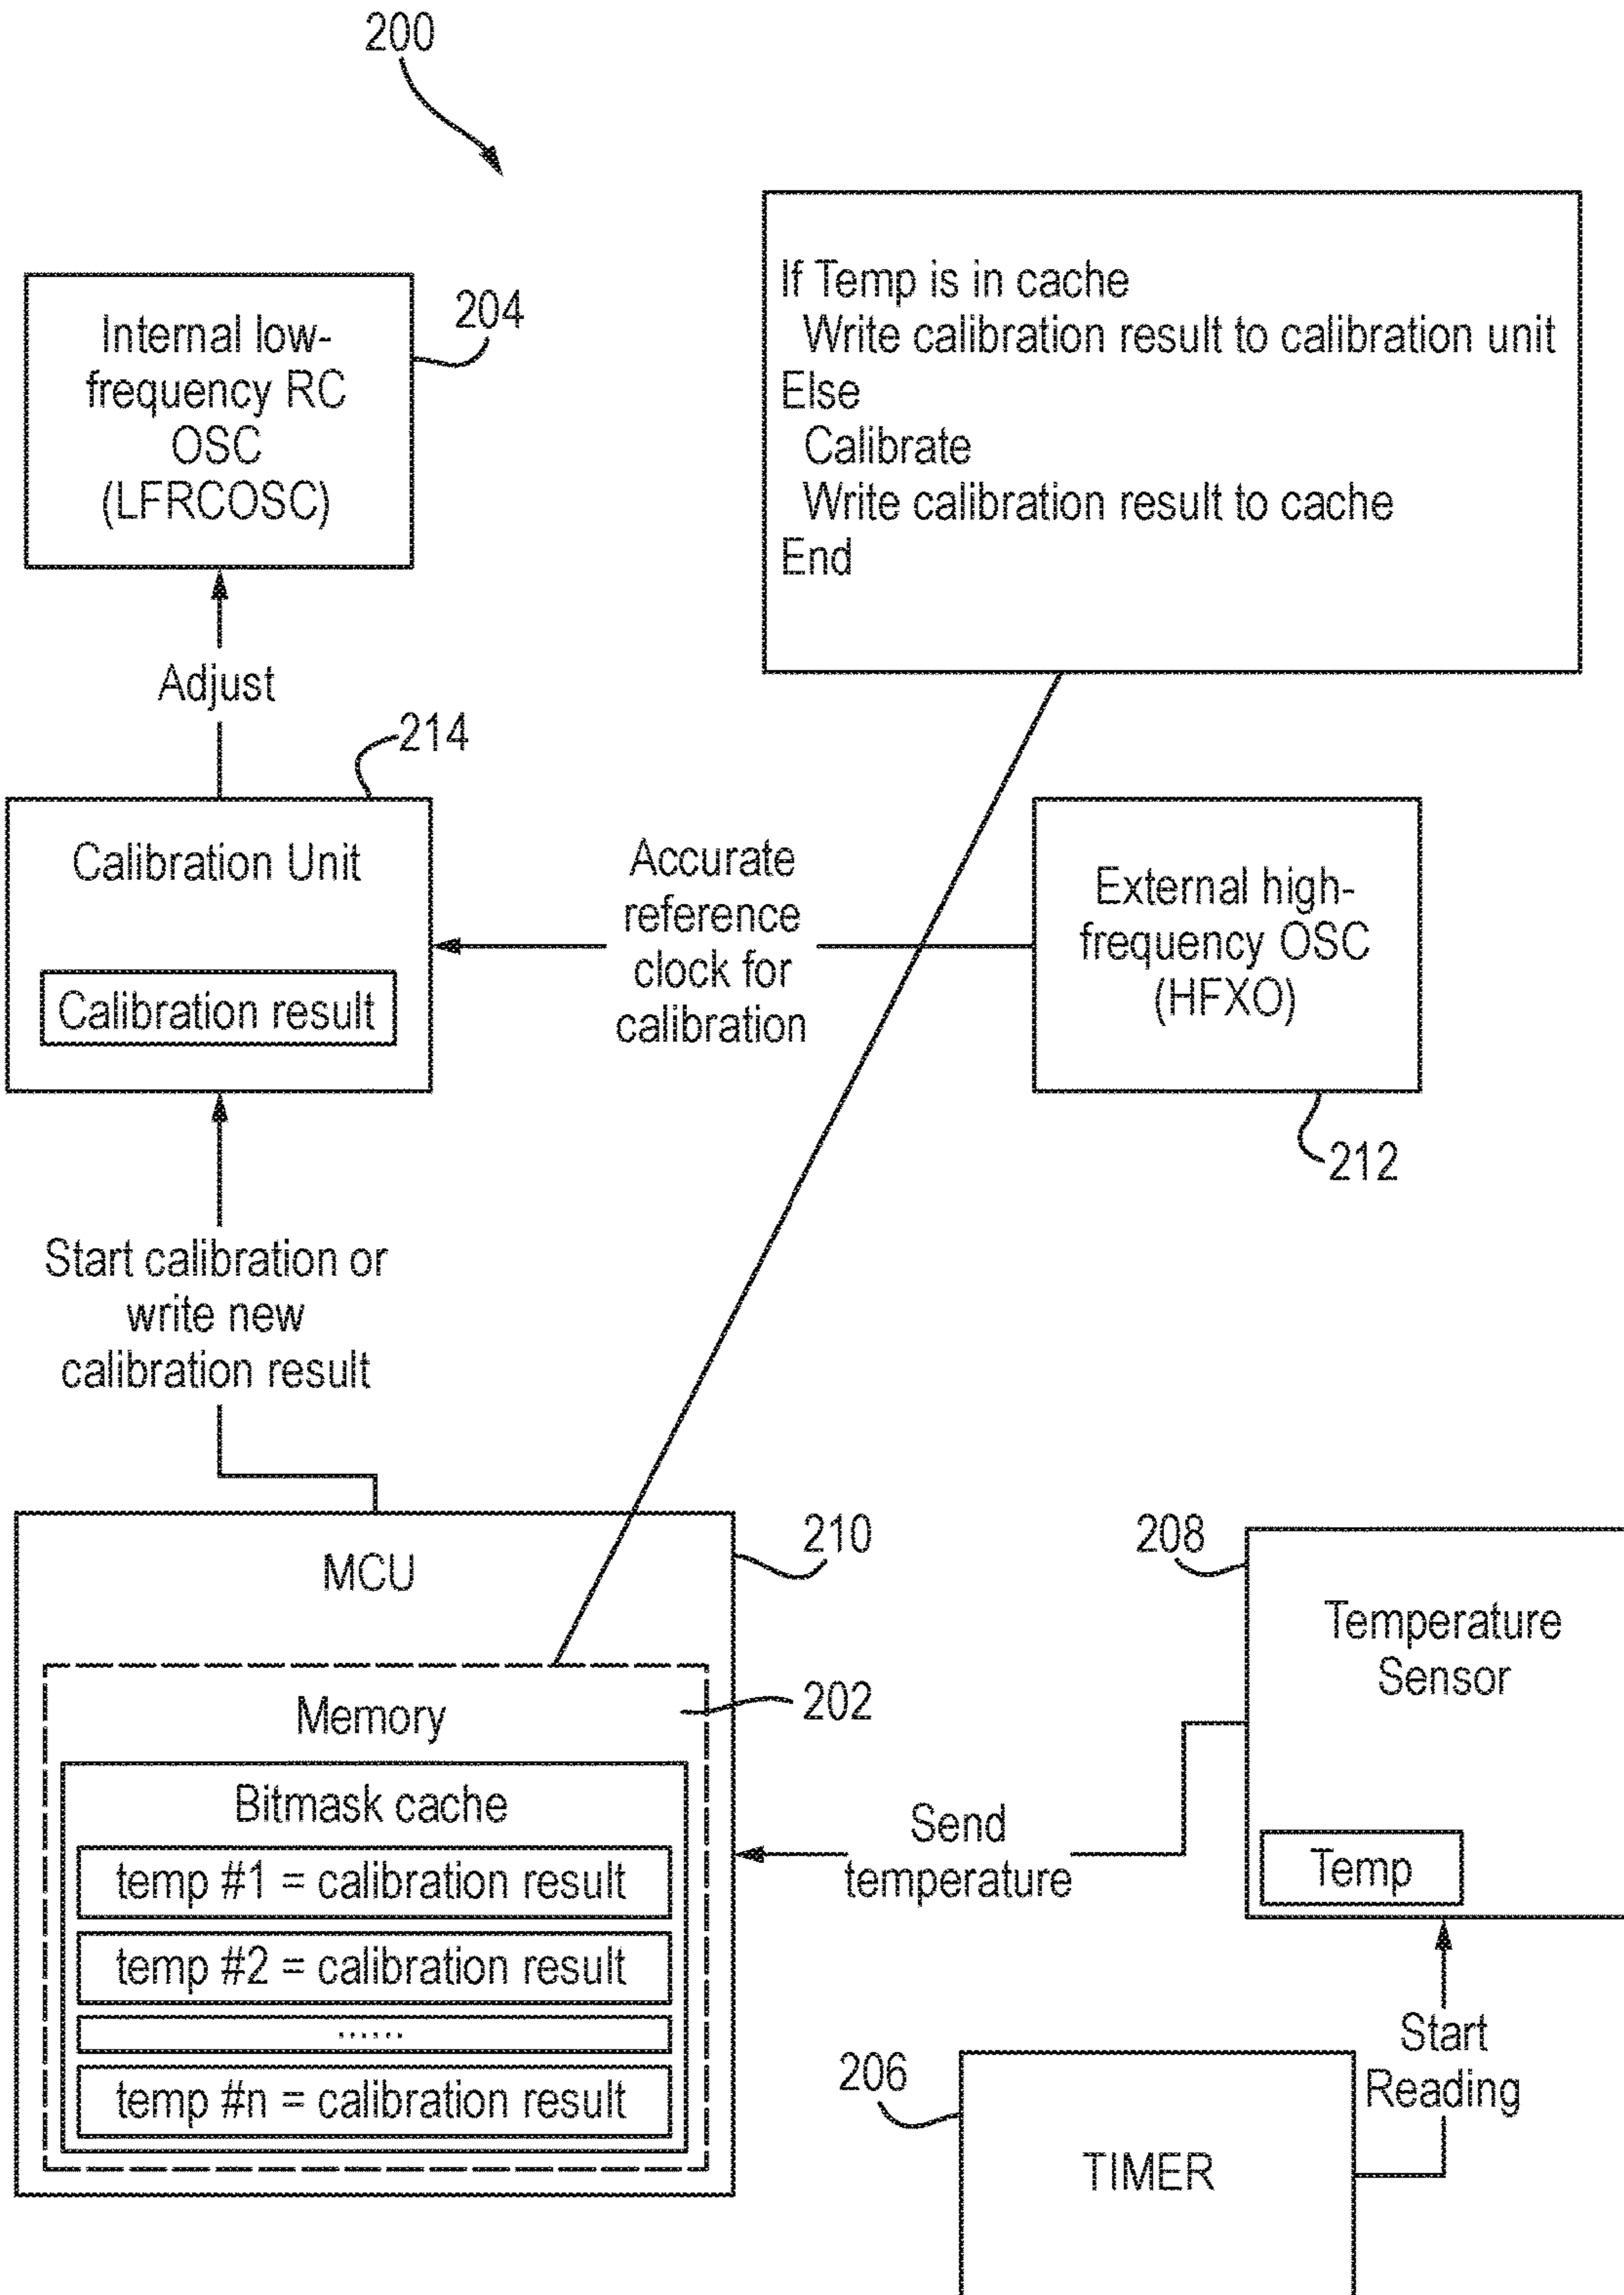 200
If Temp is in cache
Write calibration result to calibration unit
Else
Calibrate
Write calibration result to cache
End
Internal low-
frequency RC
OSC
(LFRCOSC)
204
Adjust
214
Calibration Unit
Calibration result
Accurate
reference
clock for
calibration
External high-
frequency OSC
(HFXO)
212
Start calibration or
write new
calibration result
210
MCU
202
Memory
Bitmask cache
temp #1 = calibration result
temp #2 = calibration result
......
temp #n = calibration result
208
Temperature
Sensor
Temp
Send
temperature
Start
Reading
206
TIMER